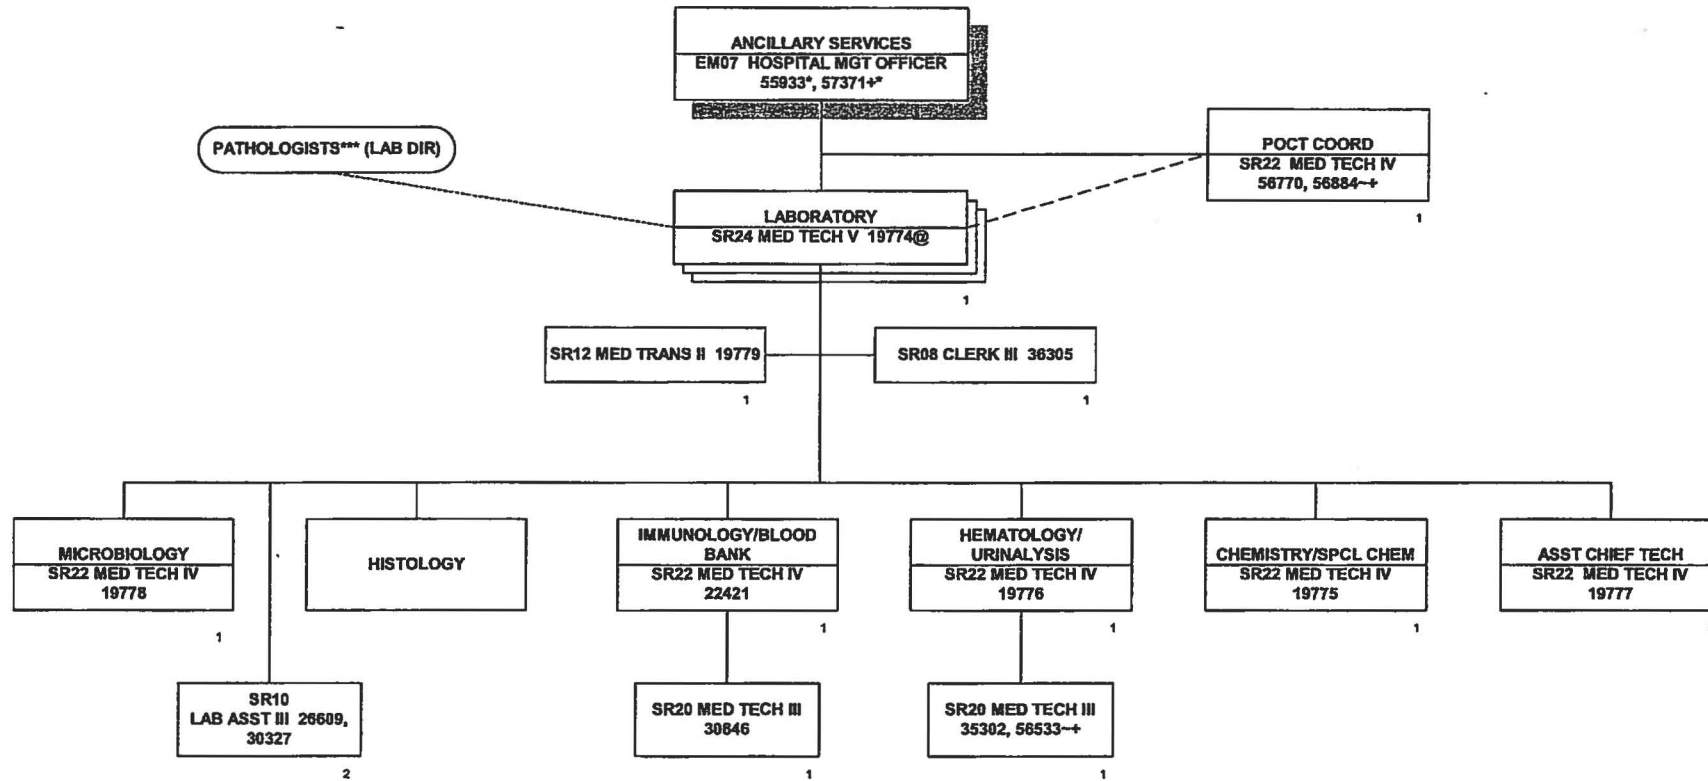 ANCILLARY SERVICES
EM07 HOSPITAL MGT OFFICER
55933*, 57371+*
PATHOLOGISTS*** (LAB DIR)
POCT COORD
SR22 MED TECH IV
56770, 56884~+
1
LABORATORY
SR24 MED TECH V 19774@
1
SR12 MED TRANS II 19779
1
SR08 CLERK III 36305
1
MICROBIOLOGY
SR22 MED TECH IV
19778
1
HISTOLOGY
IMMUNOLOGY/BLOOD
BANK
SR22 MED TECH IV
22421
1
HEMATOLOGY/
URINALYSIS
SR22 MED TECH IV
19776
1
CHEMISTRY/SPCL CHEM
SR22 MED TECH IV
19775
1
ASST CHIEF TECH
SR22 MED TECH IV
19777
SR10
LAB ASST III 26609,
30327
2
SR20 MED TECH III
30846
1
SR20 MED TECH III
35302, 56533~+
1